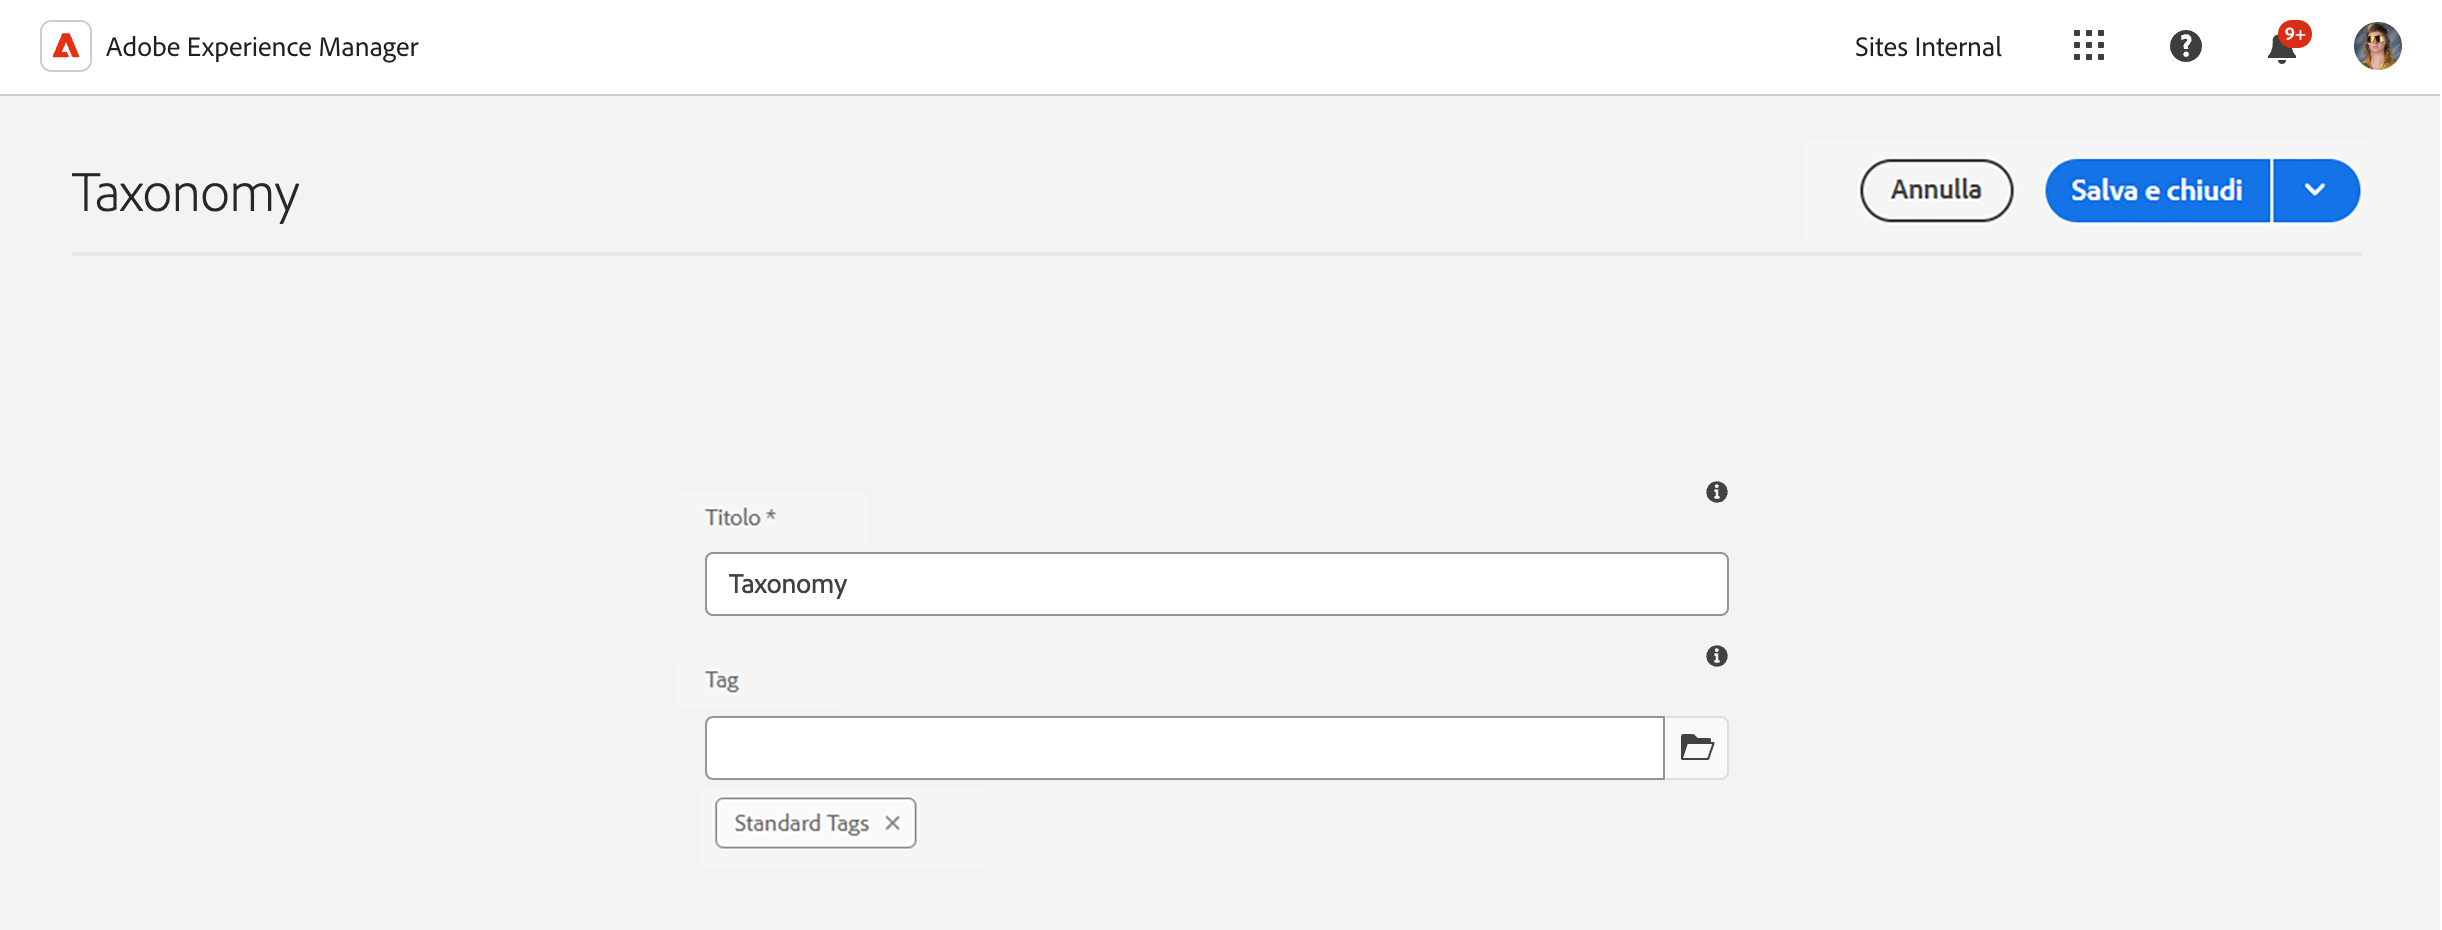 Adobe Experience Manager
Sites Internal
9+
Taxonomy
Annulla
Salva e chiudi
Titolo *
Taxonomy
Tag
Standard Tags